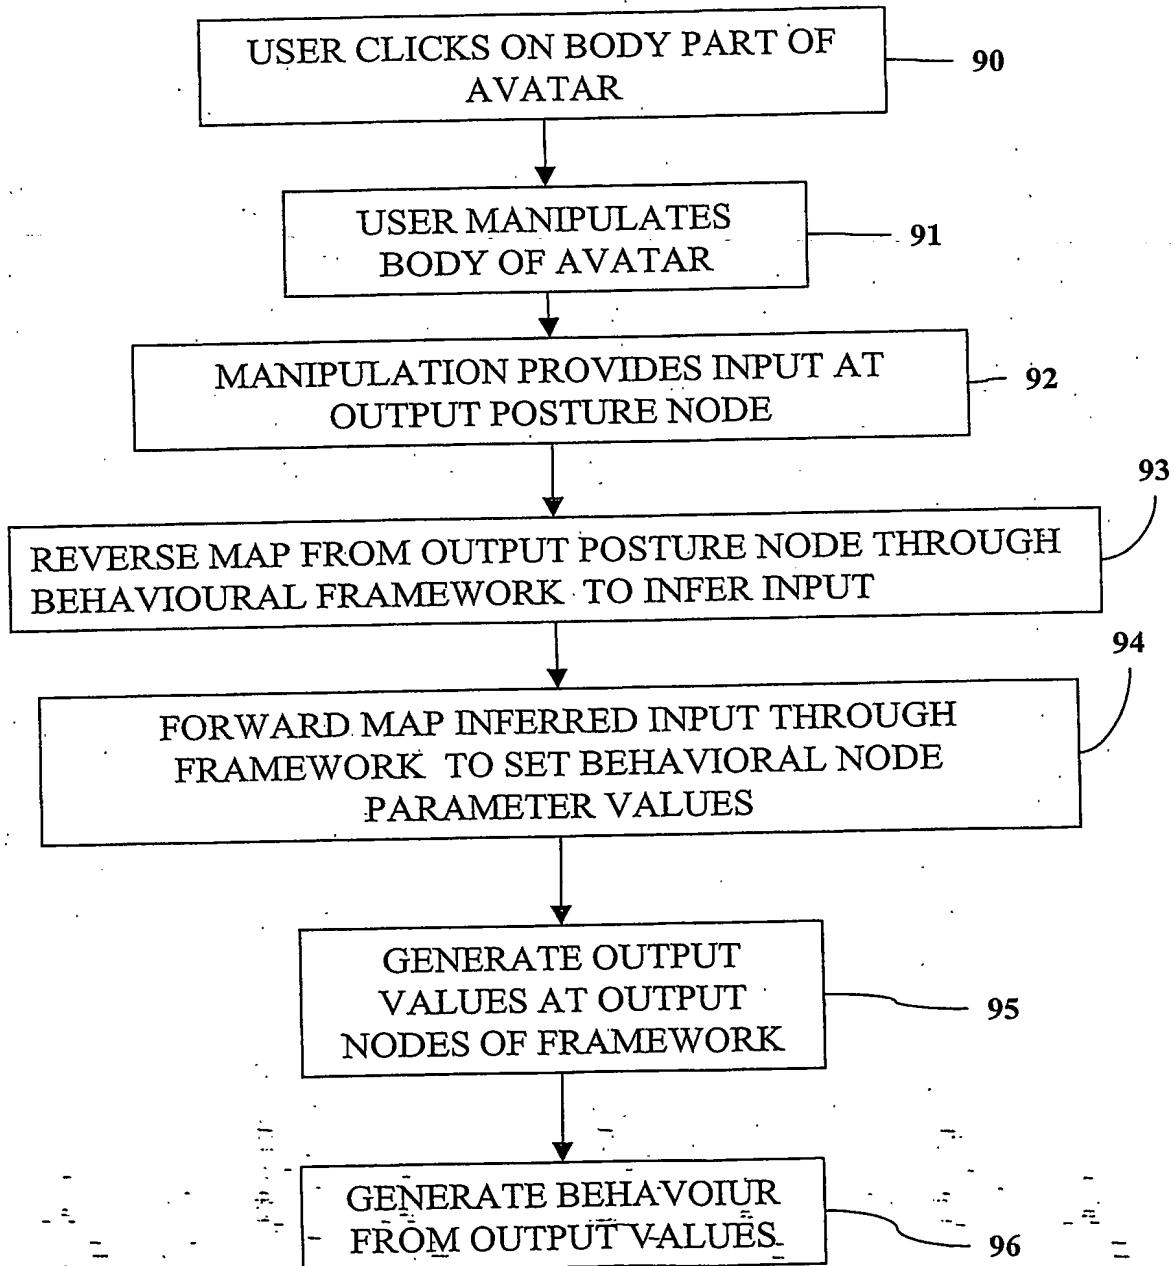 USER CLICKS ON BODY PART OF
AVATAR
90
USER MANIPULATES
BODY OF AVATAR
91
MANIPULATION PROVIDES INPUT AT
OUTPUT POSTURE NODE
92
93
REVERSE MAP FROM OUTPUT POSTURE NODE THROUGH
BEHAVIOURAL FRAMEWORK TO INFER INPUT
94
FORWARD MAP INFERRED INPUT THROUGH
FRAMEWORK TO SET BEHAVIORAL NODE
PARAMETER VALUES
GENERATE OUTPUT
VALUES AT OUTPUT
NODES OF FRAMEWORK
95
GENERATE BEHAVOIUR
FROM OUTPUT VALUES
96